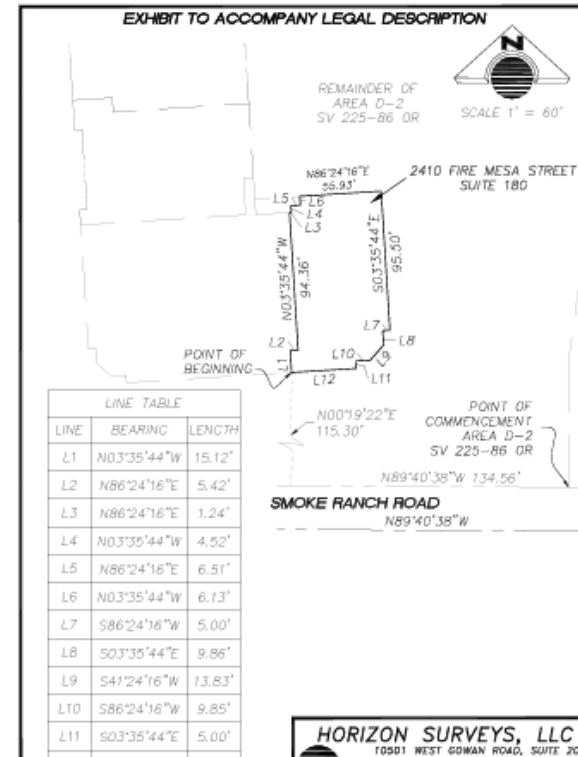 EXHIBIT TO ACCOMPANY LEGAL DESCRIPTION
N
SCALE 1" = 60'
REMAINDER OF
AREA D-2
SV 225-86 OR
2410 FIRE MESA STREET
SUITE 180
N86°24'16"E
55.93'
L5
L6
L4
L3
N03°35'44"W
94.36'
S03°35'44"E
95.50'
L7
L8
L2
L1
L10
L9
L11
L12
POINT OF
BEGINNING
N00°19'22"E
115.30'
POINT OF
COMMENCEMENT
AREA D-2
SV 225-86 OR
N89°40'38"W 134.56'
SMOKE RANCH ROAD
N89°40'38"W
LINE TABLE
LINE BEARING LENGTH
L1 N03°35'44"W 15.12'
L2 N86°24'16"E 5.42'
L3 N86°24'16"E 1.24'
L4 N03°35'44"W 4.52'
L5 N86°24'16"E 6.51'
L6 N03°35'44"W 6.13'
L7 S86°24'16"W 5.00'
L8 S03°35'44"E 9.86'
L9 S41°24'16"W 13.83'
L10 S86°24'16"W 9.85'
L11 S03°35'44"E 5.00'
HORIZON SURVEYS, LLC
10501 WEST GOWAN ROAD, SUITE 20